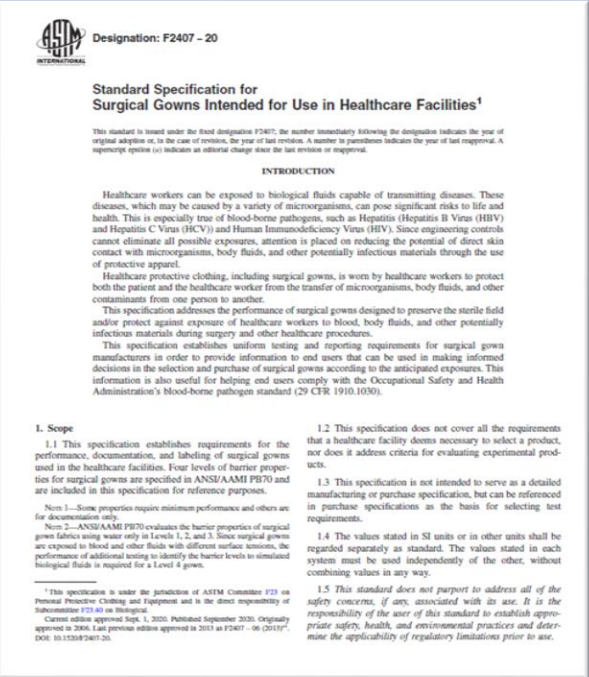 ASTM
INTERNATIONAL
Designation: F2407 – 20
Standard Specification for
Surgical Gowns Intended for Use in Healthcare Facilities¹
This standard is issued under the fixed designation F2407; the number immediately following the designation indicates the year of
original adoption or, in the case of revision, the year of last revision. A number in parentheses indicates the year of last reapproval. A
superscript epsilon (ε) indicates an editorial change since the last revision or reapproval.
INTRODUCTION
Healthcare workers can be exposed to biological fluids capable of transmitting diseases. These
diseases, which may be caused by a variety of microorganisms, can pose significant risks to life and
health. This is especially true of blood-borne pathogens, such as Hepatitis (Hepatitis B Virus (HBV)
and Hepatitis C Virus (HCV)) and Human Immunodeficiency Virus (HIV). Since engineering controls
cannot eliminate all possible exposures, attention is placed on reducing the potential of direct skin
contact with microorganisms, body fluids, and other potentially infectious materials through the use
of protective apparel.
Healthcare protective clothing, including surgical gowns, is worn by healthcare workers to protect
both the patient and the healthcare worker from the transfer of microorganisms, body fluids, and other
contaminants from one person to another.
This specification addresses the performance of surgical gowns designed to preserve the sterile field
and/or protect against exposure of healthcare workers to blood, body fluids, and other potentially
infectious materials during surgery and other healthcare procedures.
This specification establishes uniform testing and reporting requirements for surgical gown
manufacturers in order to provide information to end users that can be used in making informed
decisions in the selection and purchase of surgical gowns according to the anticipated exposures. This
information is also useful for helping end users comply with the Occupational Safety and Health
Administration's blood-borne pathogen standard (29 CFR 1910.1030).
1. Scope
1.1 This specification establishes requirements for the
performance, documentation, and labeling of surgical gowns
used in the healthcare facilities. Four levels of barrier proper-
ties for surgical gowns are specified in ANSI/AAMI PB70 and
are included in this specification for reference purposes.
NOTE 1—Some properties require minimum performance and others are
for documentation only.
NOTE 2—ANSI/AAMI PB70 evaluates the barrier properties of surgical
gown fabrics using water only in Levels 1, 2, and 3. Since surgical gowns
are exposed to blood and other fluids with different surface tensions, the
performance of additional testing to identify the barrier levels to simulated
biological fluids is required for a Level 4 gown.
¹ This specification is under the jurisdiction of ASTM Committee F23 on
Personal Protective Clothing and Equipment and is the direct responsibility of
Subcommittee F23.40 on Biological.
Current edition approved Sept. 1, 2020. Published September 2020. Originally
approved in 2006. Last previous edition approved in 2013 as F2407 – 06 (2013)ᵉ¹.
DOI: 10.1520/F2407-20.
1.2 This specification does not cover all the requirements
that a healthcare facility deems necessary to select a product,
nor does it address criteria for evaluating experimental prod-
ucts.
1.3 This specification is not intended to serve as a detailed
manufacturing or purchase specification, but can be referenced
in purchase specifications as the basis for selecting test
requirements.
1.4 The values stated in SI units or in other units shall be
regarded separately as standard. The values stated in each
system must be used independently of the other, without
combining values in any way.
1.5 This standard does not purport to address all of the
safety concerns, if any, associated with its use. It is the
responsibility of the user of this standard to establish appro-
priate safety, health, and environmental practices and deter-
mine the applicability of regulatory limitations prior to use.